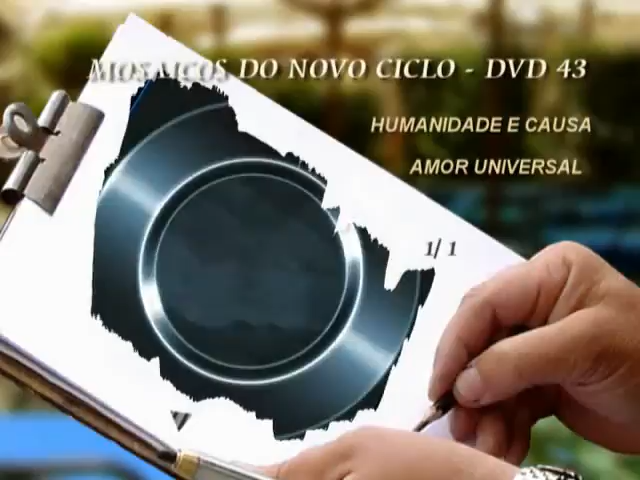 MOSAICOS DO NOVO CICLO - DVD 43
HUMANIDADE E CAUSA
AMOR UNIVERSAL
1/ 1